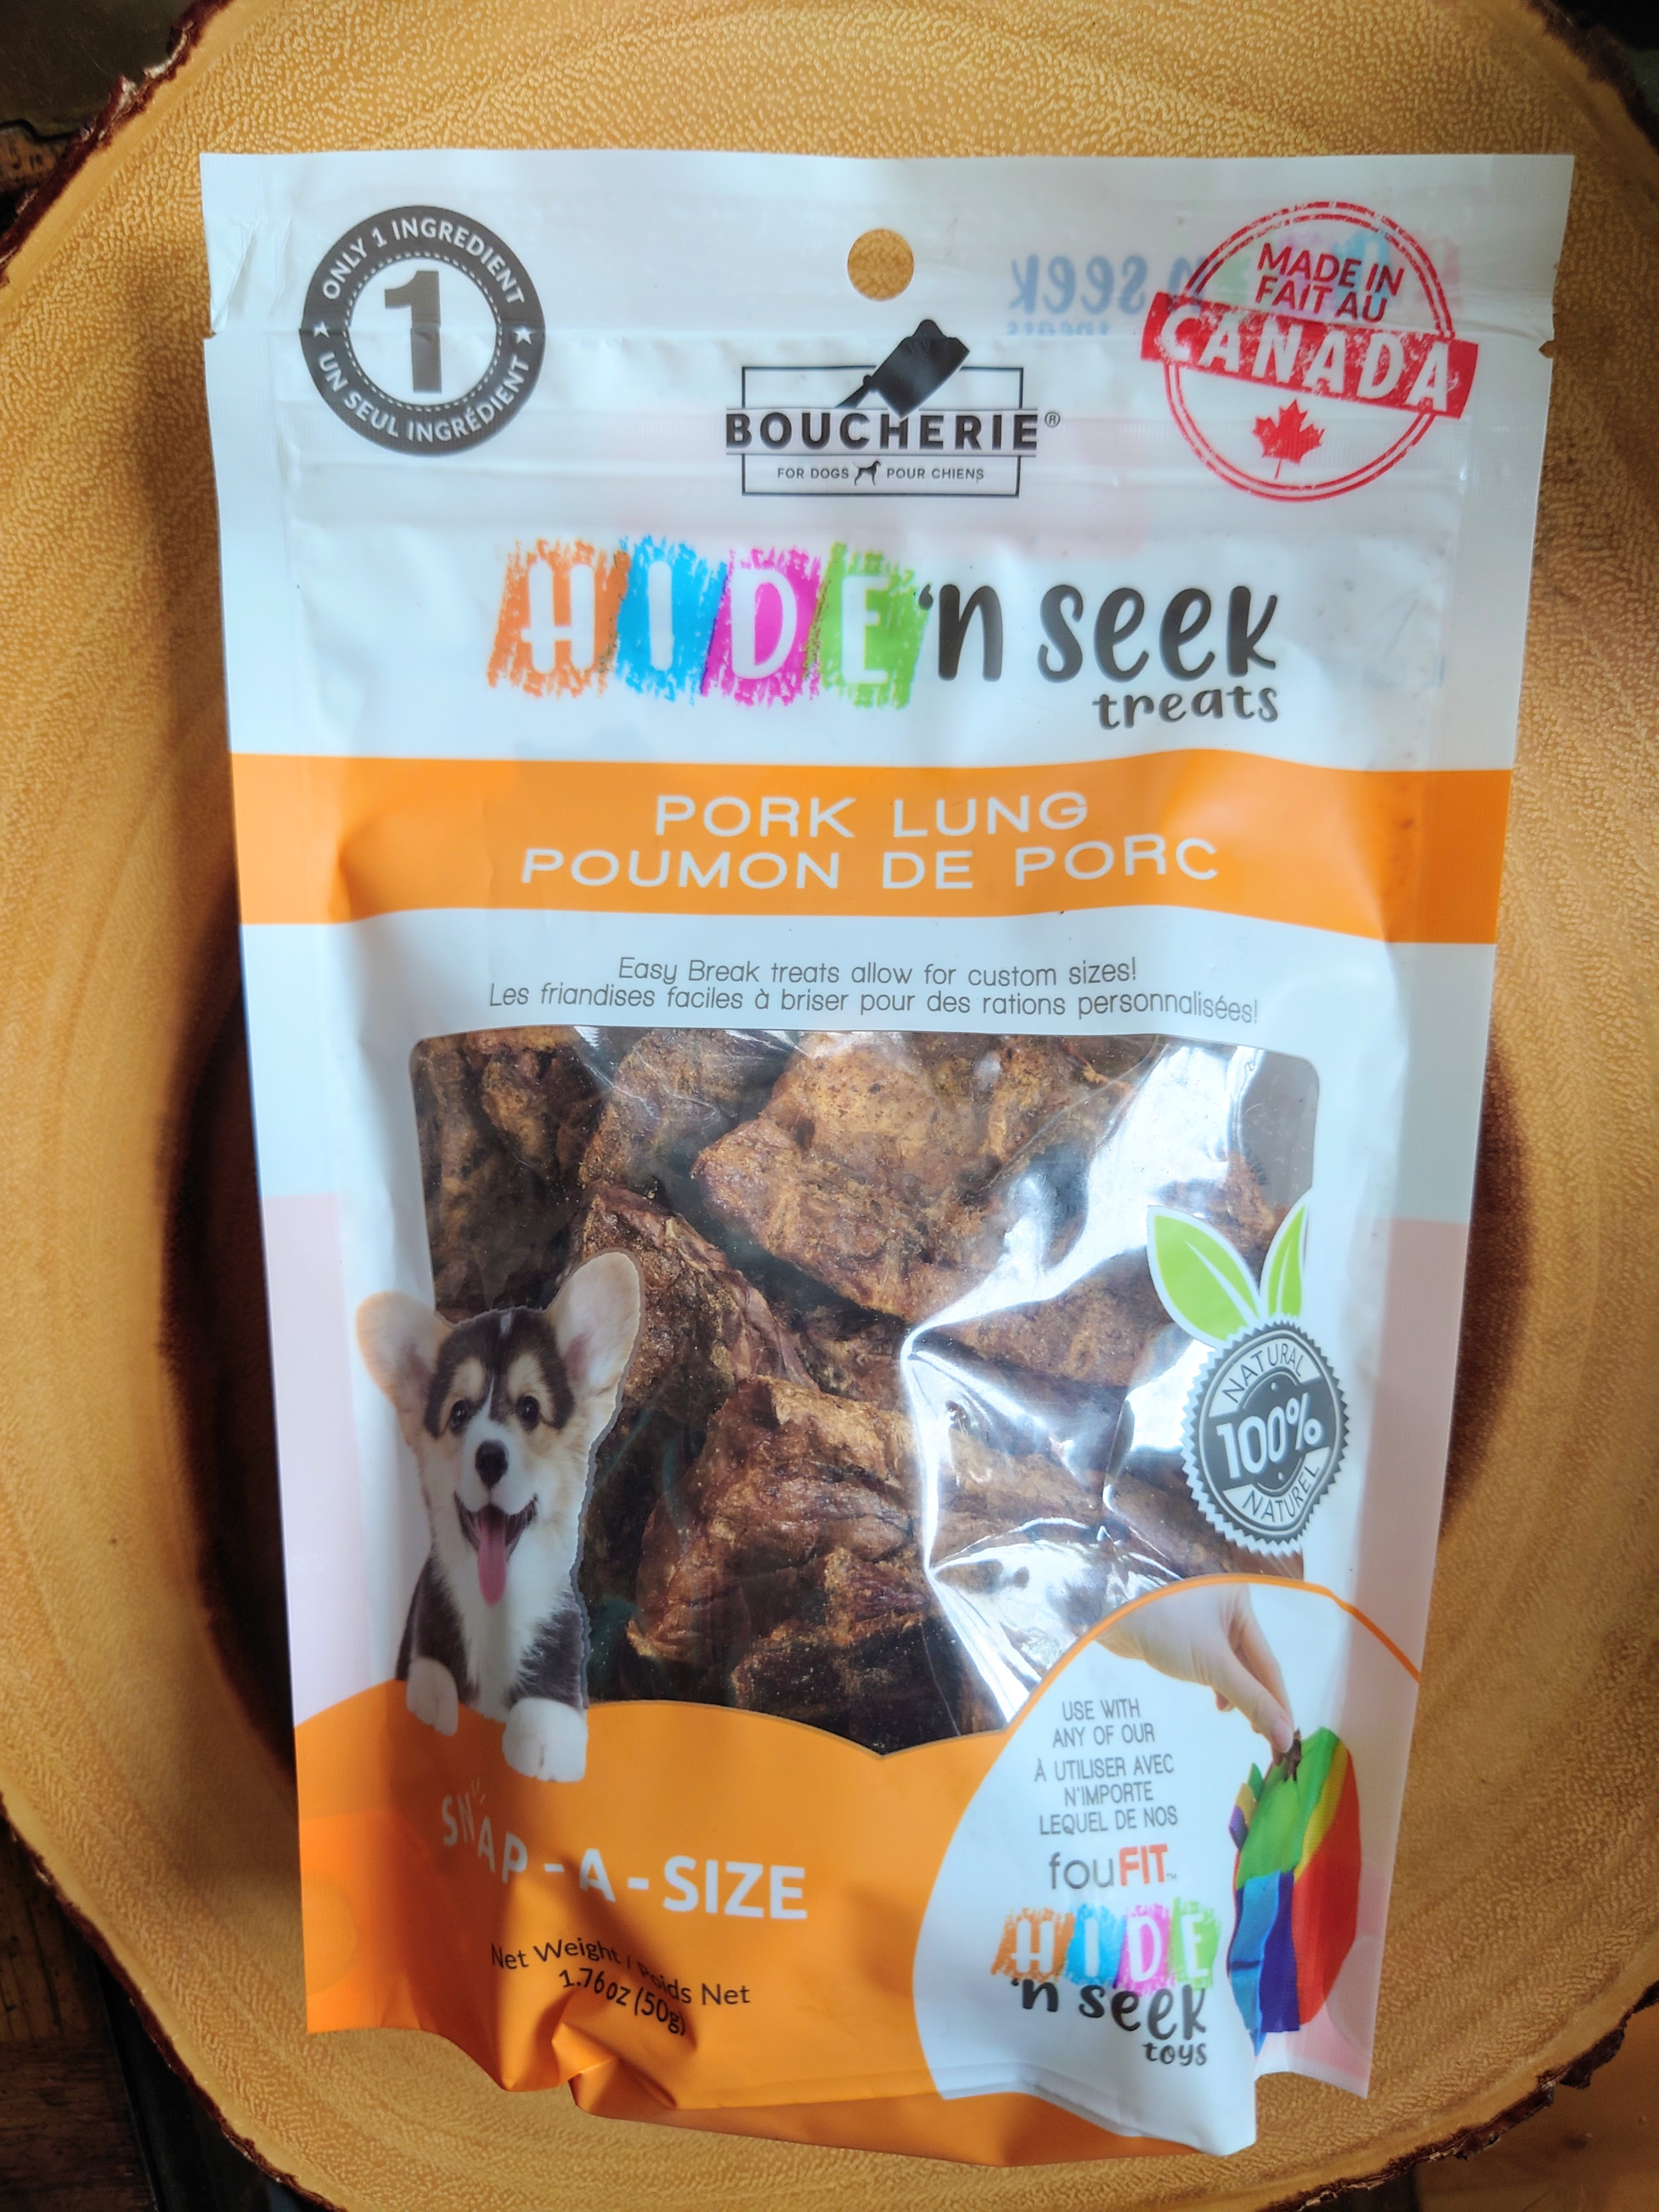 ONLY 1 INGREDIENT
1
UN SEUL INGRÉDIENT
MADE IN
FAIT AU
CANADA
BOUCHERIE®
FOR DOGS POUR CHIENS
HIDE 'n seek
treats
PORK LUNG
POUMON DE PORC
Easy Break treats allow for custom sizes!
Les friandises faciles à briser pour des rations personnalisées!
NATURAL
100%
NATUREL
USE WITH
ANY OF OUR
À UTILISER AVEC
N'IMPORTE
LEQUEL DE NOS
fouFIT™
HIDE
'n seek
toys
SNAP-A-SIZE
Net Weight / Poids Net
1.76oz (50g)